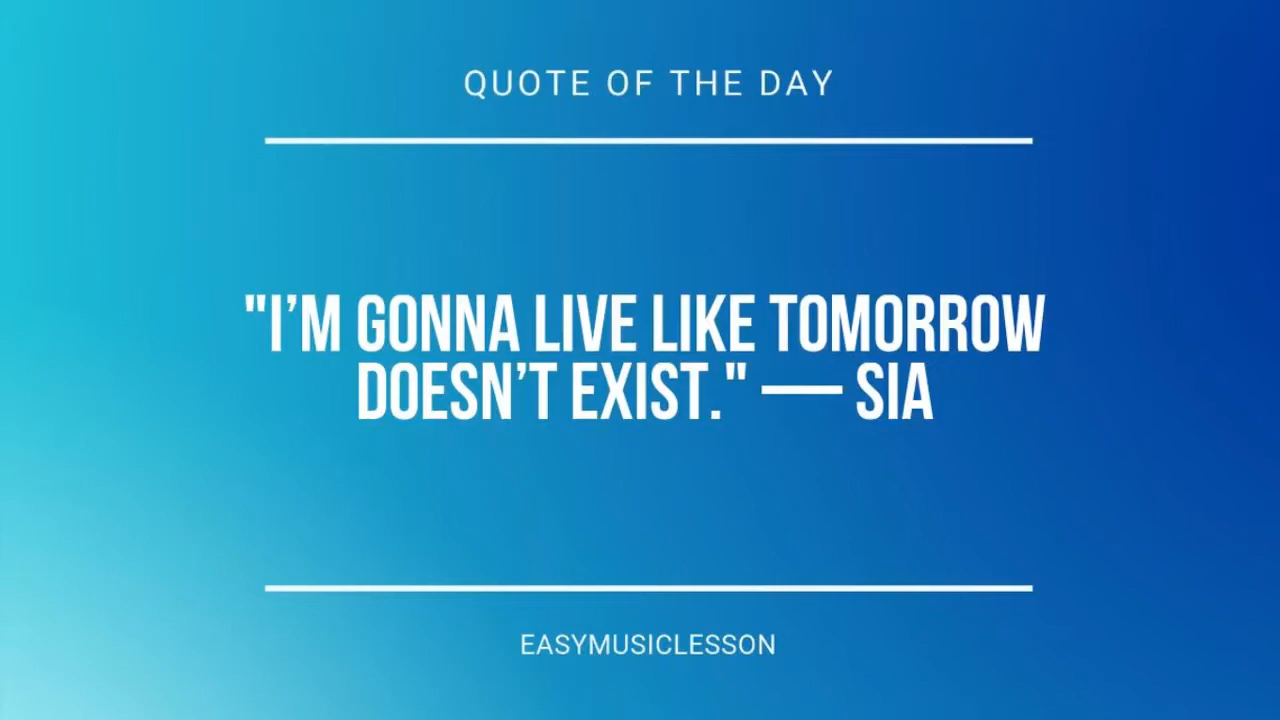 QUOTE OF THE DAY
"I’M GONNA LIVE LIKE TOMORROW
DOESN’T EXIST." — SIA
EASYMUSICLESSON